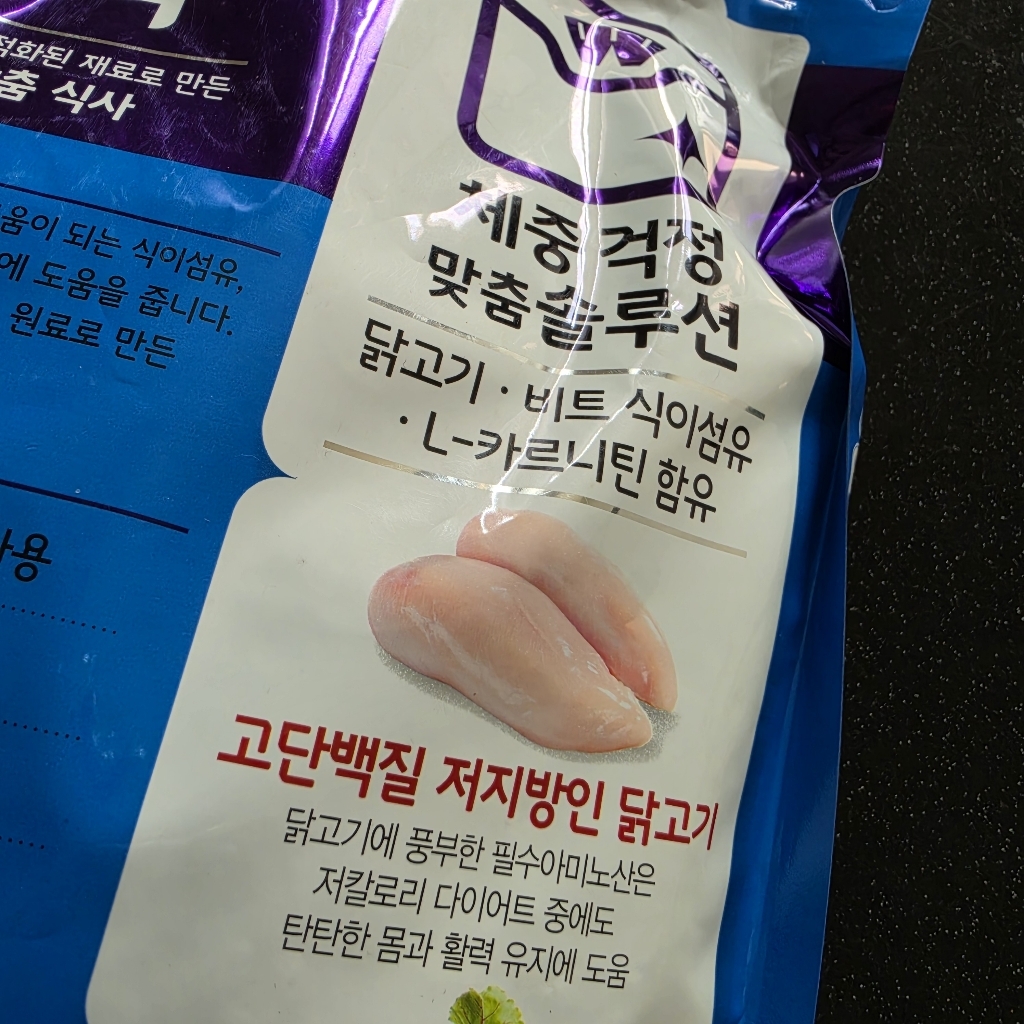 적화된 재료로 만든
춤 식사
움이 되는 식이섬유,
에 도움을 줍니다.
원료로 만든
사용
체중 걱정
맞춤솔루션
닭고기 · 비트 식이섬유
· L-카르니틴 함유
고단백질 저지방인 닭고기
닭고기에 풍부한 필수아미노산은
저칼로리 다이어트 중에도
탄탄한 몸과 활력 유지에 도움